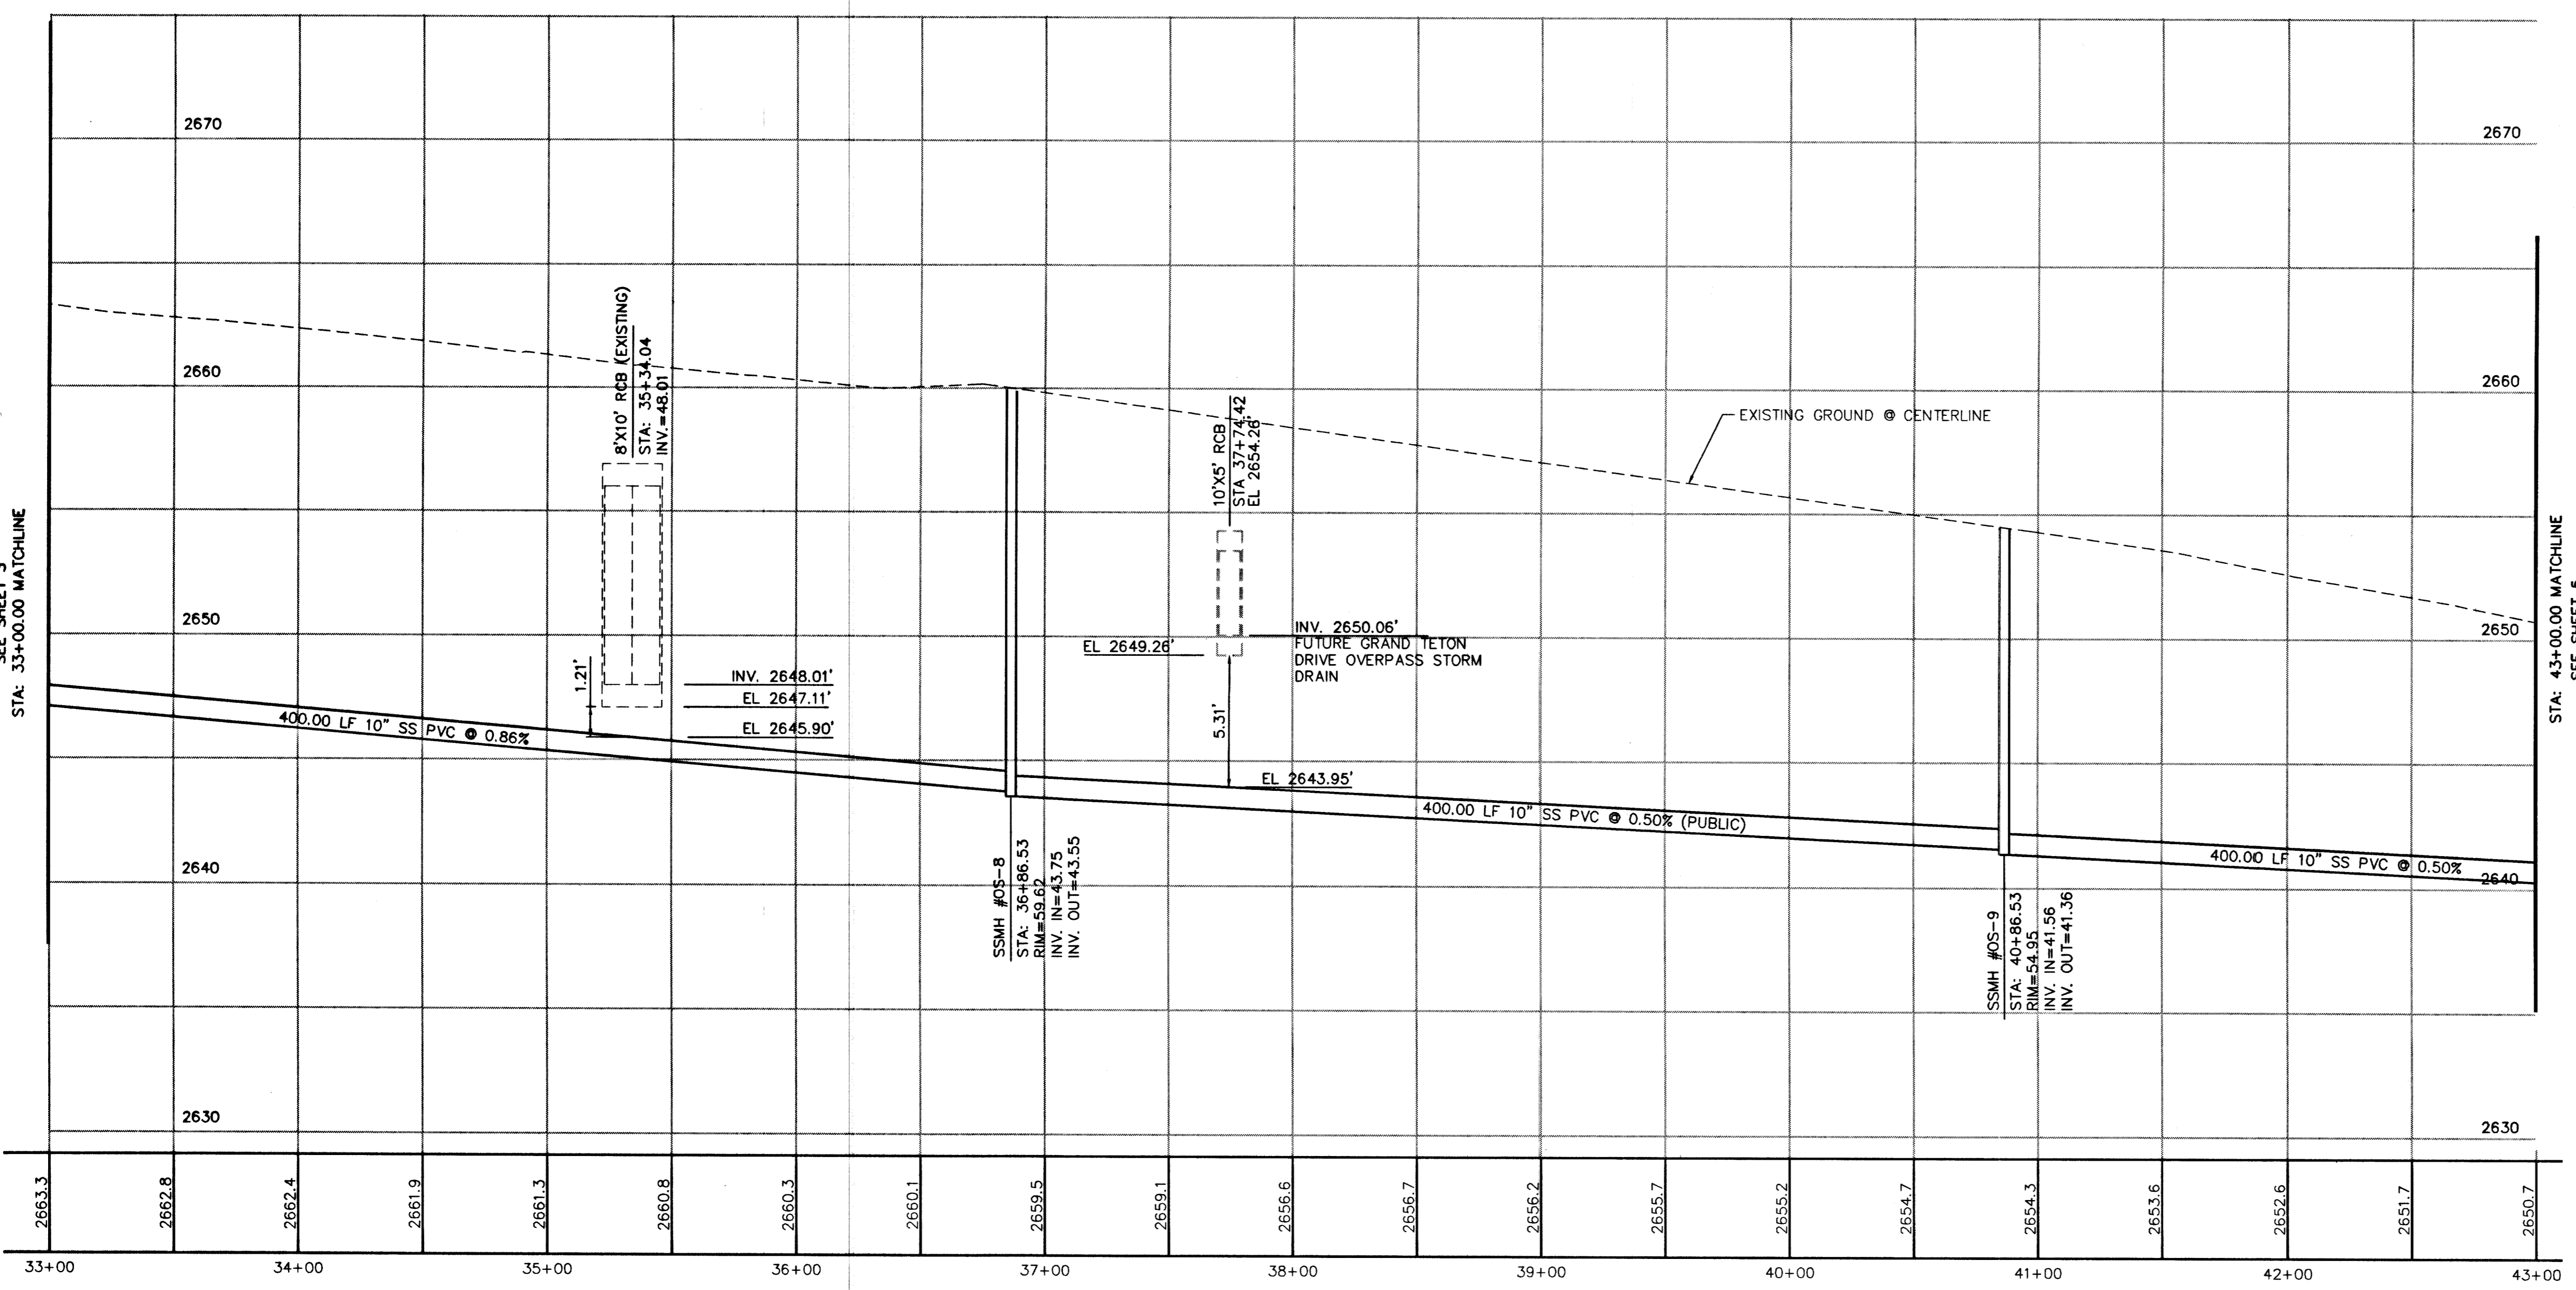 2670
2670
2660
2660
2650
2650
2640
2640
2630
2630
STA: 33+00.00 MATCHLINE
STA: 43+00.00 MATCHLINE
8'X10' RCB (EXISTING)
STA: 35+34.04
INV.=48.01
1.21'
INV. 2648.01'
EL 2647.11'
EL 2645.90'
400.00 LF 10" SS PVC @ 0.86%
SSMH #OS-8
STA: 36+86.53
RIM=59.62
INV. IN=43.75
INV. OUT=43.55
10'X5' RCB
STA 37+74.42
EL 2654.26'
EL 2649.26'
INV. 2650.06'
FUTURE GRAND TETON
DRIVE OVERPASS STORM
DRAIN
5.31'
EL 2643.95'
EXISTING GROUND @ CENTERLINE
400.00 LF 10" SS PVC @ 0.50% (PUBLIC)
SSMH #OS-9
STA: 40+86.53
RIM=54.95
INV. IN=41.56
INV. OUT=41.36
400.00 LF 10" SS PVC @ 0.50%
2663.3
2662.8
2662.4
2661.9
2661.3
2660.8
2660.3
2660.1
2659.5
2659.1
2656.6
2656.7
2656.2
2655.7
2655.2
2654.7
2654.3
2653.6
2652.6
2651.7
2650.7
33+00
34+00
35+00
36+00
37+00
38+00
39+00
40+00
41+00
42+00
43+00